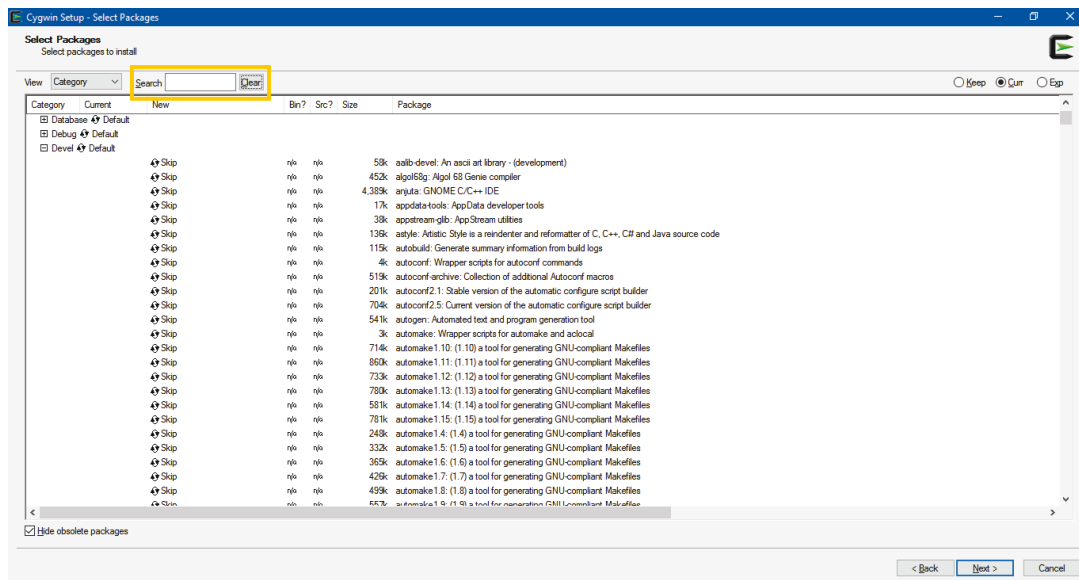 Cygwin Setup - Select Packages
Select Packages
Select packages to install
View Category Search Clear Keep Curr Exp
Category Current New Bin? Src? Size Package
Database Default
Debug Default
Devel Default
Skip n/a n/a 58k aalib-devel: An ascii art library - (development)
Skip n/a n/a 452k algol68g: Algol 68 Genie compiler
Skip n/a n/a 4,389k anjuta: GNOME C/C++ IDE
Skip n/a n/a 17k appdata-tools: AppData developer tools
Skip n/a n/a 38k appstream-glib: AppStream utilities
Skip n/a n/a 136k astyle: Artistic Style is a reindenter and reformatter of C, C++, C# and Java source code
Skip n/a n/a 115k autobuild: Generate summary information from build logs
Skip n/a n/a 4k autoconf: Wrapper scripts for autoconf commands
Skip n/a n/a 519k autoconf-archive: Collection of additional Autoconf macros
Skip n/a n/a 201k autoconf2.1: Stable version of the automatic configure script builder
Skip n/a n/a 704k autoconf2.5: Current version of the automatic configure script builder
Skip n/a n/a 541k autogen: Automated text and program generation tool
Skip n/a n/a 3k automake: Wrapper scripts for automake and aclocal
Skip n/a n/a 714k automake1.10: (1.10) a tool for generating GNU-compliant Makefiles
Skip n/a n/a 860k automake1.11: (1.11) a tool for generating GNU-compliant Makefiles
Skip n/a n/a 733k automake1.12: (1.12) a tool for generating GNU-compliant Makefiles
Skip n/a n/a 780k automake1.13: (1.13) a tool for generating GNU-compliant Makefiles
Skip n/a n/a 581k automake1.14: (1.14) a tool for generating GNU-compliant Makefiles
Skip n/a n/a 781k automake1.15: (1.15) a tool for generating GNU-compliant Makefiles
Skip n/a n/a 248k automake1.4: (1.4) a tool for generating GNU-compliant Makefiles
Skip n/a n/a 332k automake1.5: (1.5) a tool for generating GNU-compliant Makefiles
Skip n/a n/a 365k automake1.6: (1.6) a tool for generating GNU-compliant Makefiles
Skip n/a n/a 426k automake1.7: (1.7) a tool for generating GNU-compliant Makefiles
Skip n/a n/a 499k automake1.8: (1.8) a tool for generating GNU-compliant Makefiles
Skip n/a n/a 557k automake1.9: (1.9) a tool for generating GNU-compliant Makefiles
Hide obsolete packages
< Back Next > Cancel